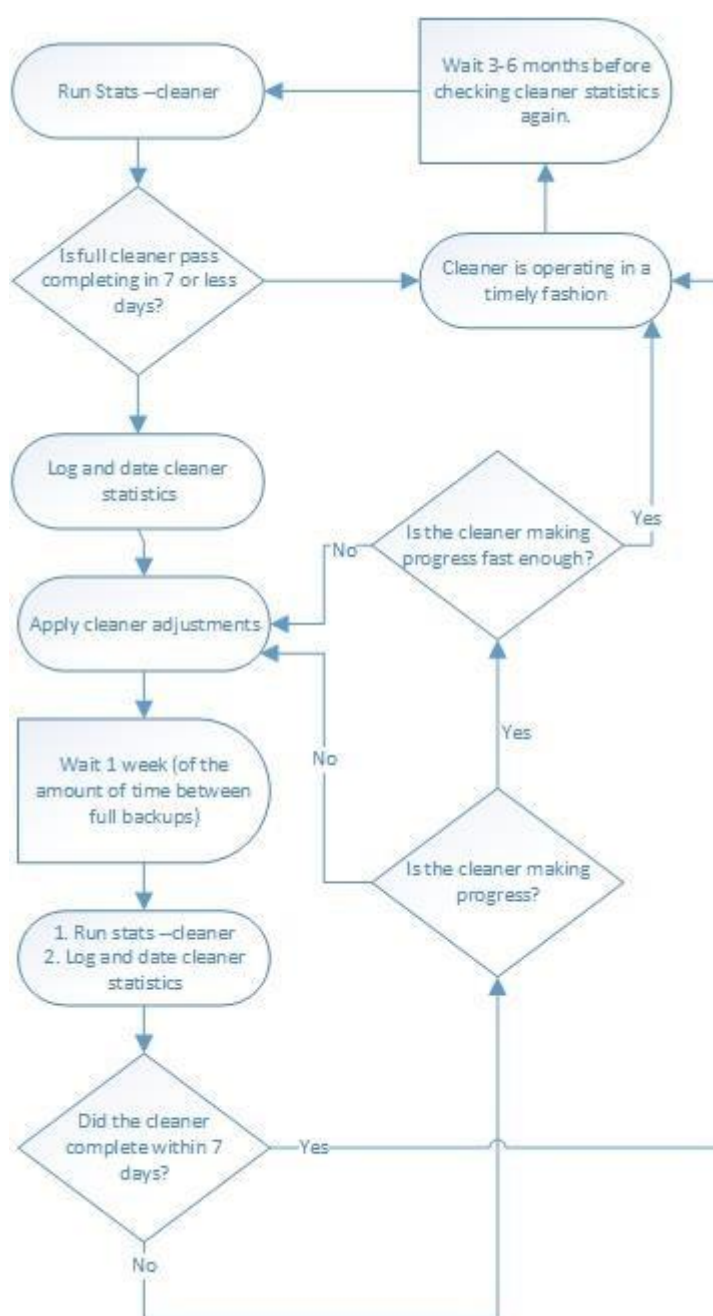 Run Stats –cleaner
Wait 3-6 months before
checking cleaner statistics
again.
Is full cleaner pass
completing in 7 or less
days?
Cleaner is operating in a
timely fashion
Log and date cleaner
statistics
Is the cleaner making
progress fast enough?
Yes
No
Apply cleaner adjustments
Yes
No
Wait 1 week (of the
amount of time between
full backups)
Is the cleaner making
progress?
1. Run stats –cleaner
2. Log and date cleaner
statistics
Did the cleaner
complete within 7
days?
Yes
No